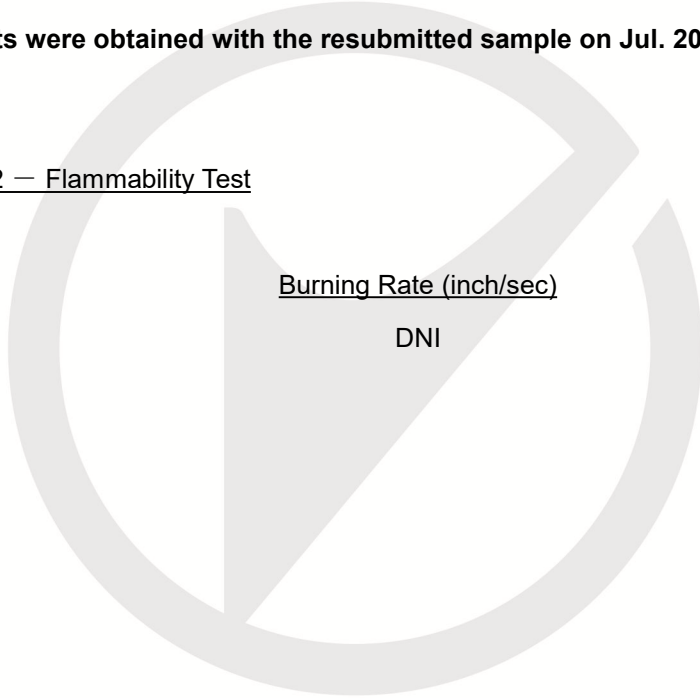 ts were obtained with the resubmitted sample on Jul. 20
2 — Flammability Test
Burning Rate (inch/sec)
DNI